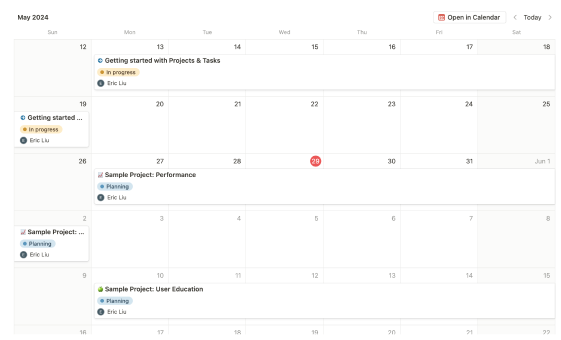 May 2024
Open in Calendar
Today
Sun Mon Tue Wed Thu Fri Sat
12 13 14 15 16 17 18
Getting started with Projects & Tasks
In progress
Eric Liu
19 20 21 22 23 24 25
Getting started ...
In progress
Eric Liu
26 27 28 29 30 31 Jun 1
Sample Project: Performance
Planning
Eric Liu
2 3 4 5 6 7 8
Sample Project: ...
Planning
Eric Liu
9 10 11 12 13 14 15
Sample Project: User Education
Planning
Eric Liu
16 17 18 19 20 21 22